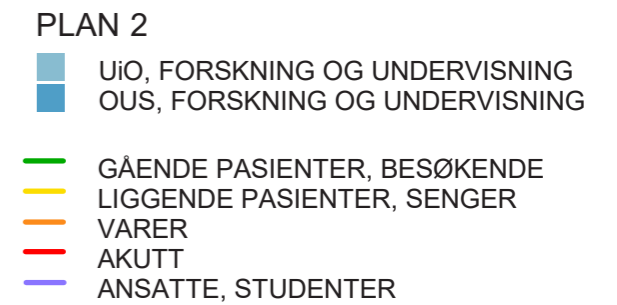 PLAN 2
UiO, FORSKNING OG UNDERVISNING
OUS, FORSKNING OG UNDERVISNING
GÅENDE PASIENTER, BESØKENDE
LIGGENDE PASIENTER, SENGER
VARER
AKUTT
ANSATTE, STUDENTER